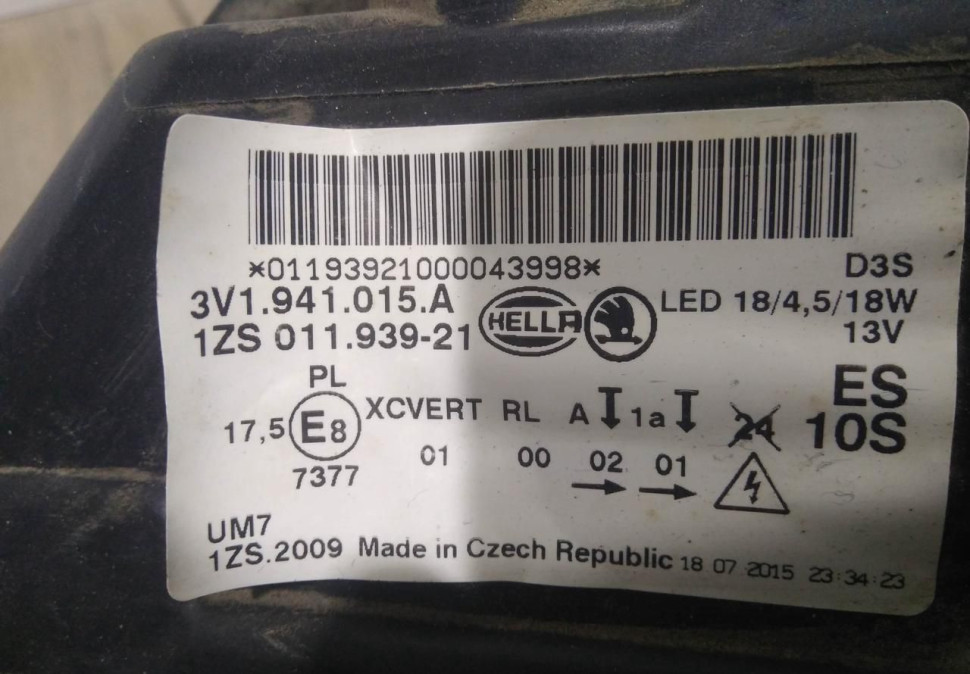 *01193921000043998*
D3S
3V1.941.015.A
HELLA
LED 18/4,5/18W
1ZS 011.939-21
13V
PL
ES
17,5 E8 XCVERT RL A 1a 24 10S
7377 01 00 02 01
UM7
1ZS.2009 Made in Czech Republic 18 07 2015 23:34:23